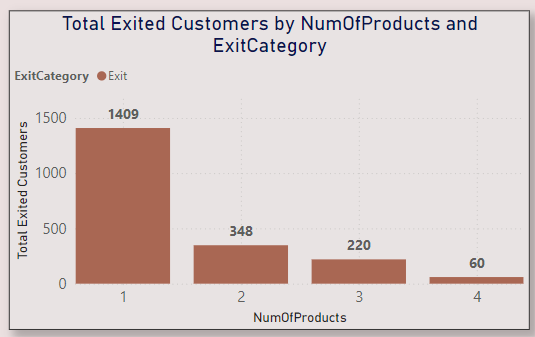 Total Exited Customers by NumOfProducts and
ExitCategory
ExitCategory Exit
Total Exited Customers
1500
1000
500
0
1409
348
220
60
1 2 3 4
NumOfProducts